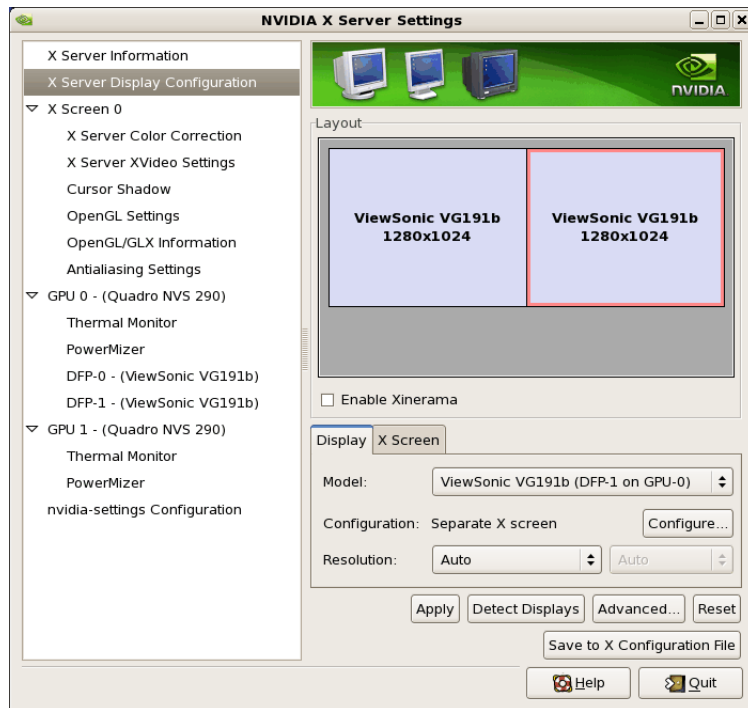 NVIDIA X Server Settings
X Server Information
X Server Display Configuration
X Screen 0
X Server Color Correction
X Server XVideo Settings
Cursor Shadow
OpenGL Settings
OpenGL/GLX Information
Antialiasing Settings
GPU 0 - (Quadro NVS 290)
Thermal Monitor
PowerMizer
DFP-0 - (ViewSonic VG191b)
DFP-1 - (ViewSonic VG191b)
GPU 1 - (Quadro NVS 290)
Thermal Monitor
PowerMizer
nvidia-settings Configuration
NVIDIA
Layout
ViewSonic VG191b
1280x1024
ViewSonic VG191b
1280x1024
Enable Xinerama
Display X Screen
Model: ViewSonic VG191b (DFP-1 on GPU-0)
Configuration: Separate X screen Configure...
Resolution: Auto Auto
Apply Detect Displays Advanced... Reset
Save to X Configuration File
Help Quit